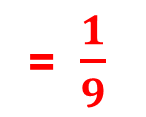 = 1/9